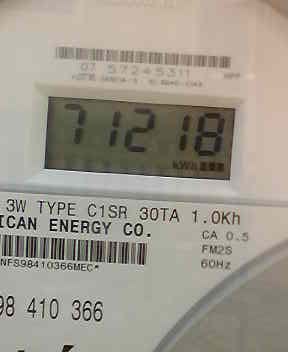 07 57245311
71218
kWh
3W TYPE C1SR 30TA 1.0Kh
ICAN ENERGY CO.
CA 0.5
FM2S
NFS98410366MEC*
60Hz
98 410 366